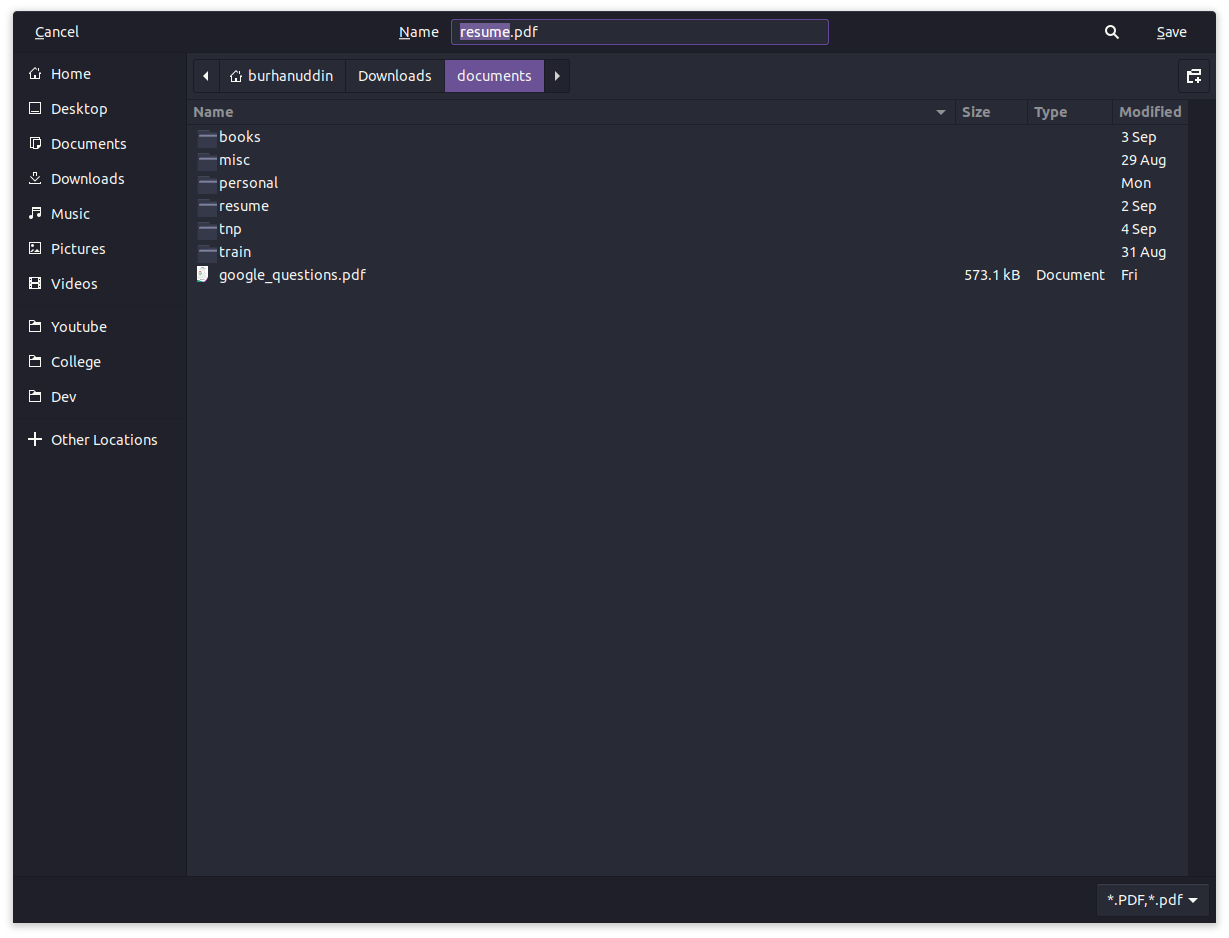 Cancel Name resume.pdf Save
Home
Desktop
Documents
Downloads
Music
Pictures
Videos
Youtube
College
Dev
Other Locations
burhanuddin Downloads documents
Name Size Type Modified
books 3 Sep
misc 29 Aug
personal Mon
resume 2 Sep
tnp 4 Sep
train 31 Aug
google_questions.pdf 573.1 kB Document Fri
*.PDF,*.pdf